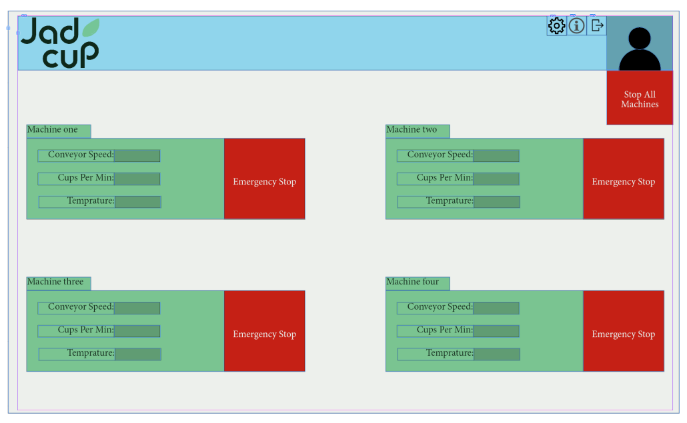 Jad
cup
Stop All
Machines
Machine one
Conveyor Speed:
Cups Per Min:
Temprature:
Emergency Stop
Machine two
Conveyor Speed:
Cups Per Min:
Temprature:
Emergency Stop
Machine three
Conveyor Speed:
Cups Per Min:
Temprature:
Emergency Stop
Machine four
Conveyor Speed:
Cups Per Min:
Temprature:
Emergency Stop